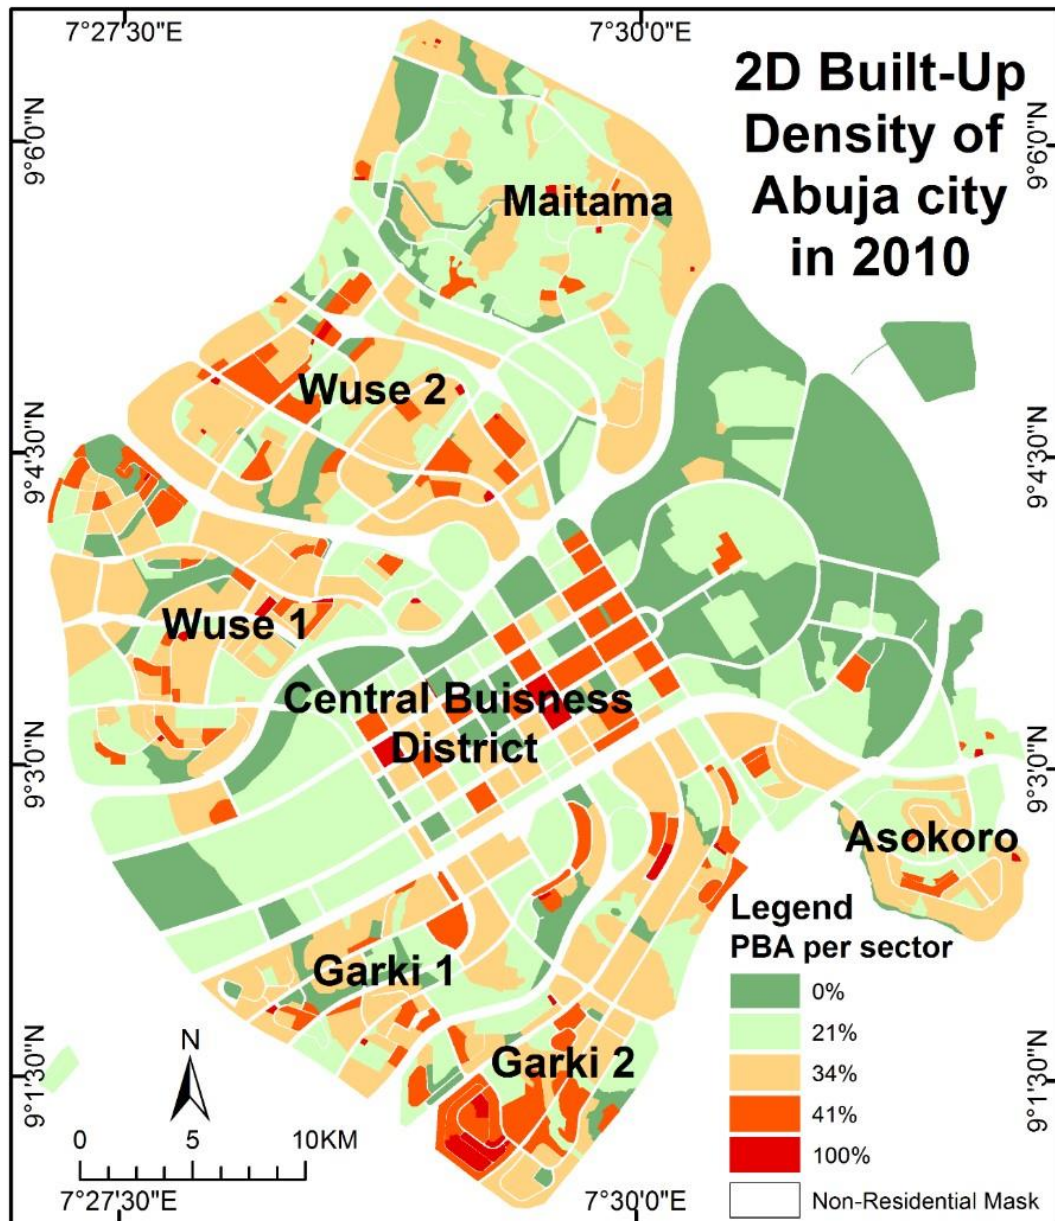 7°27'30"E
7°30'0"E
2D Built-Up
Density of
Abuja city
in 2010
9°6'0"N
9°6'0"N
Maitama
Wuse 2
9°4'30"N
9°4'30"N
Wuse 1
Central Buisness
District
9°3'0"N
9°3'0"N
Asokoro
Legend
PBA per sector
0%
21%
34%
41%
100%
Non-Residential Mask
Garki 1
Garki 2
9°1'30"N
9°1'30"N
N
0 5 10KM
7°27'30"E
7°30'0"E